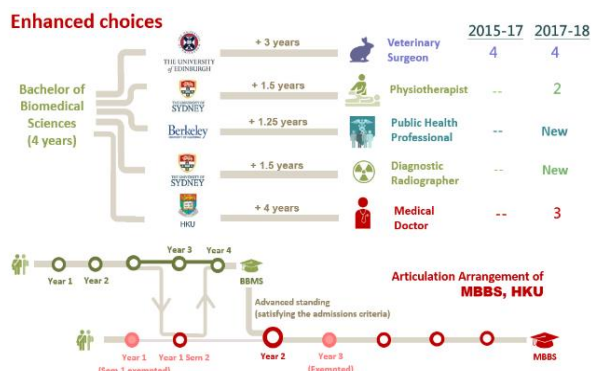 Enhanced choices
2015-17
2017-18
THE UNIVERSITY
of EDINBURGH
+ 3 years
Veterinary
Surgeon
4
4
Bachelor of
Biomedical
Sciences
(4 years)
THE UNIVERSITY OF
SYDNEY
+ 1.5 years
Physiotherapist
--
2
Berkeley
+ 1.25 years
Public Health
Professional
--
New
THE UNIVERSITY OF
SYDNEY
+ 1.5 years
Diagnostic
Radiographer
--
New
HKU
+ 4 years
Medical
Doctor
--
3
Year 1
Year 2
Year 3
Year 4
BBMS
Articulation Arrangement of
MBBS, HKU
Advanced standing
(satisfying the admissions criteria)
Year 1
(Sem 1 exempted)
Year 1 Sem 2
Year 2
Year 3
(Exempted)
MBBS